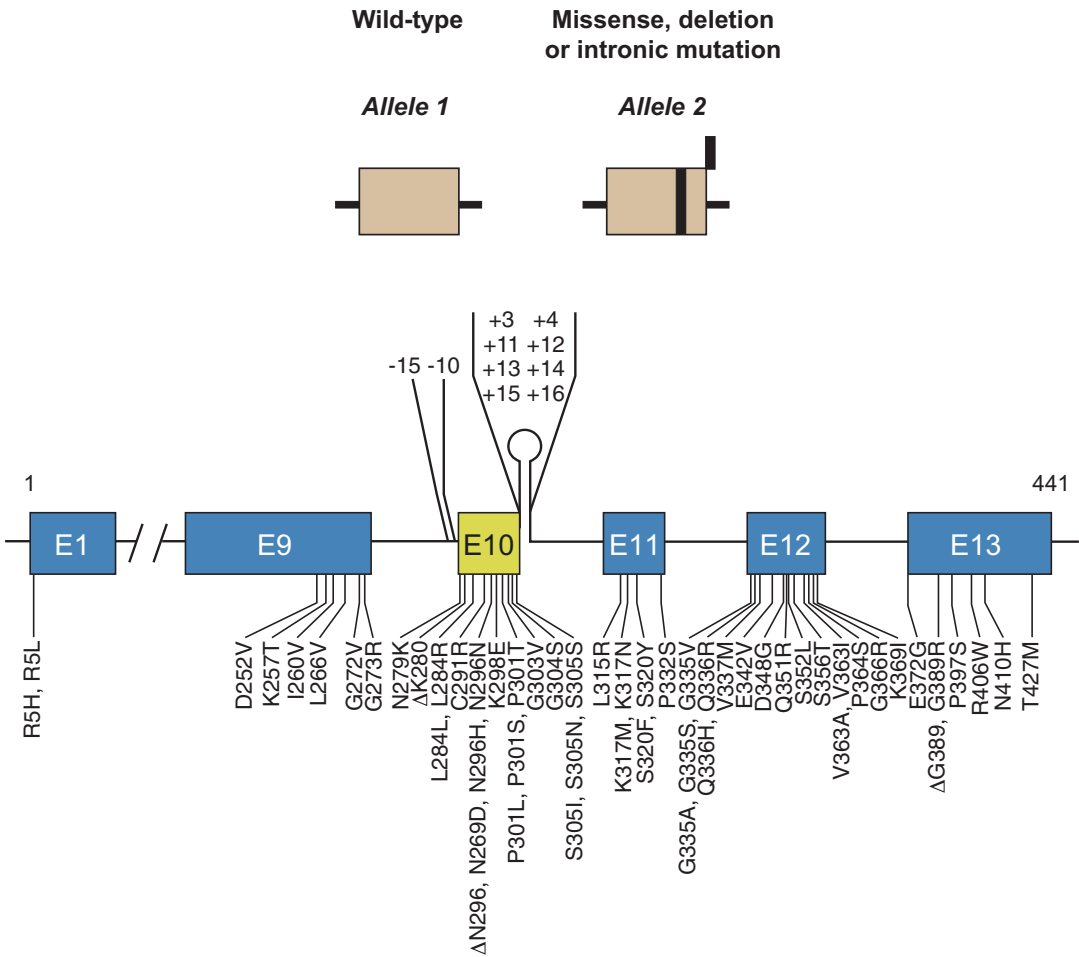 Wild-type
Missense, deletion
or intronic mutation
Allele 1
Allele 2
+3 +4
+11 +12
+13 +14
+15 +16
-15 -10
1
441
E1
E9
E10
E11
E12
E13
R5H, R5L
D252V
K257T
I260V
L266V
G272V
G273R
N279K
ΔK280
L284L, L284R
C291R
ΔN296, N269D, N296H, N296N
K298E
P301L, P301S, P301T
G303V
G304S
S305I, S305N, S305S
L315R
K317M, K317N
S320F, S320Y
P332S
G335A, G335S, G335V
Q336H, Q336R
V337M
E342V
D348G
Q351R
S352L
S356T
V363A, V363I
P364S
G366R
K369I
E372G
ΔG389, G389R
P397S
R406W
N410H
T427M